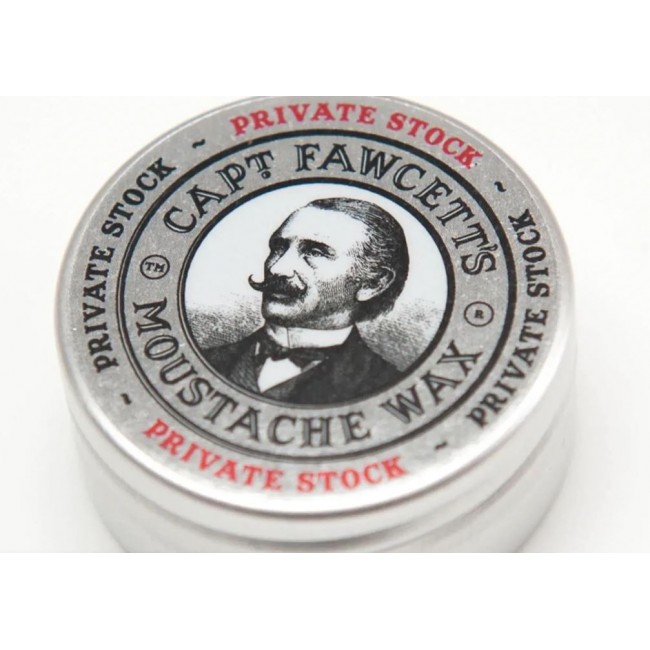 ~ PRIVATE STOCK ~ PRIVATE STOCK ~ PRIVATE STOCK ~ PRIVATE STOCK
CAPT. FAWCETT'S
TM
®
MOUSTACHE WAX